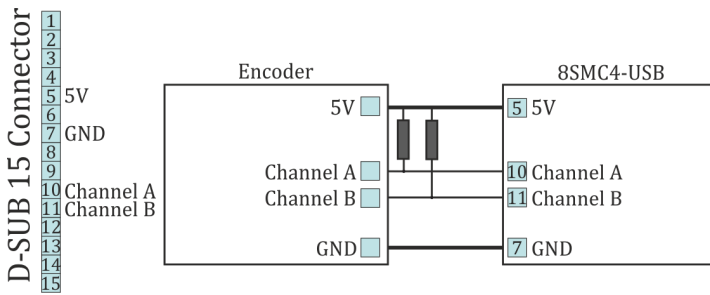 D-SUB 15 Connector
1
2
3
4
5 5V
6
7 GND
8
9
10 Channel A
11 Channel B
12
13
14
15
Encoder
5V
Channel A
Channel B
GND
8SMC4-USB
5 5V
10 Channel A
11 Channel B
7 GND